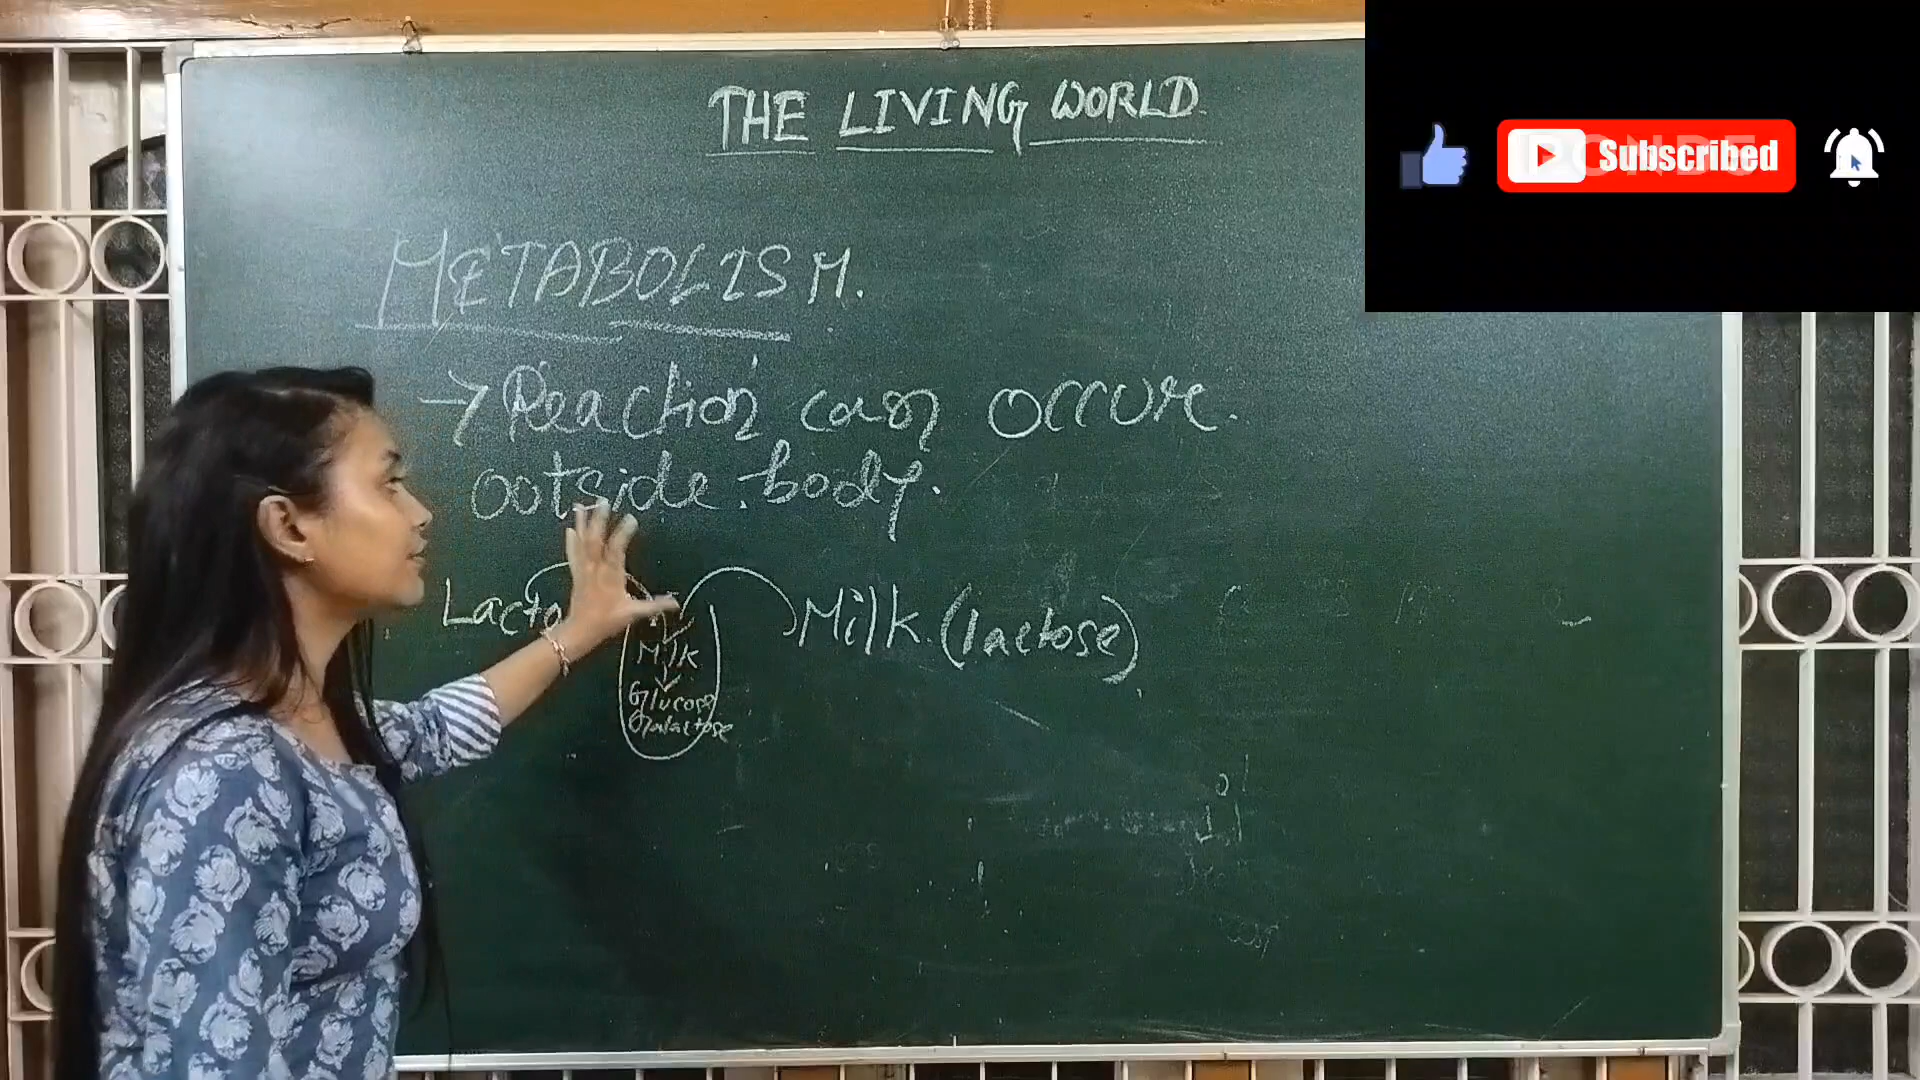 THE LIVING WORLD
Subscribed
METABOLISM.
→ Reaction can occure.
outside body.
Lacto
Milk. (lactose)
Milk
Glucose
Galactose